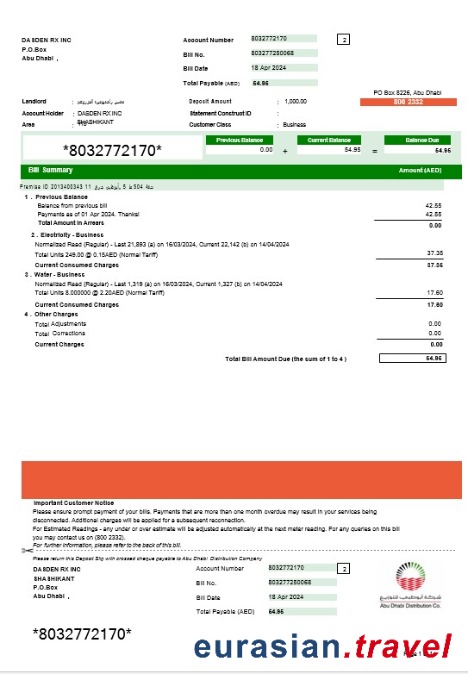 DASDEN RX INC
P.O.Box
Abu Dhabi ,
Account Number 8032772170 2
Bill No. 803277250068
Bill Date 18 Apr 2024
Total Payable (AED) 54.95
PO Box 8226, Abu Dhabi
800 2332
Landlord :
Deposit Amount : 1,000.00
Account Holder : DASDEN RX INC
SHASHIKANT
Statement Construct ID :
Area :
Customer Class : Business
*8032772170*
Previous Balance Current Balance Balance Due
0.00 + 54.95 = 54.95
Bill Summary Amount (AED)
Premise ID 2013400343
1 . Previous Balance
Balance from previous bill 42.55
Payments as of 01 Apr 2024. Thanks! 42.55
Total Amount in Arrears 0.00
2 . Electricity - Business
Normalized Read (Regular) - Last 21,893 (a) on 16/03/2024, Current 22,142 (b) on 14/04/2024
Total Units 249.00 @ 0.15AED (Normal Tariff) 37.35
Current Consumed Charges 37.35
3 . Water - Business
Normalized Read (Regular) - Last 1,319 (a) on 16/03/2024, Current 1,327 (b) on 14/04/2024
Total Units 8.000000 @ 2.20AED (Normal Tariff) 17.60
Current Consumed Charges 17.60
4 . Other Charges
Total Adjustments 0.00
Total Corrections 0.00
Current Charges 0.00
Total Bill Amount Due (the sum of 1 to 4 ) 54.95
Important Customer Notice
Please ensure prompt payment of your bills. Payments that are more than one month overdue may result in your services being
disconnected. Additional charges will be applied for a subsequent reconnection.
For Estimated Readings - any under or over estimate will be adjusted automatically at the next meter reading. For any queries on this bill
you may contact us on (800 2332).
For further information, please refer to the back of this bill.
Please return this Deposit Slip with crossed cheque payable to Abu Dhabi Distribution Company
DASDEN RX INC
SHASHIKANT
P.O.Box
Abu Dhabi ,
Account Number 8032772170 2
Bill No. 803277250068
Bill Date 18 Apr 2024
Total Payable (AED) 54.95
شركة أبوظبي للتوزيع
Abu Dhabi Distribution Co.
*8032772170*
eurasian.travel